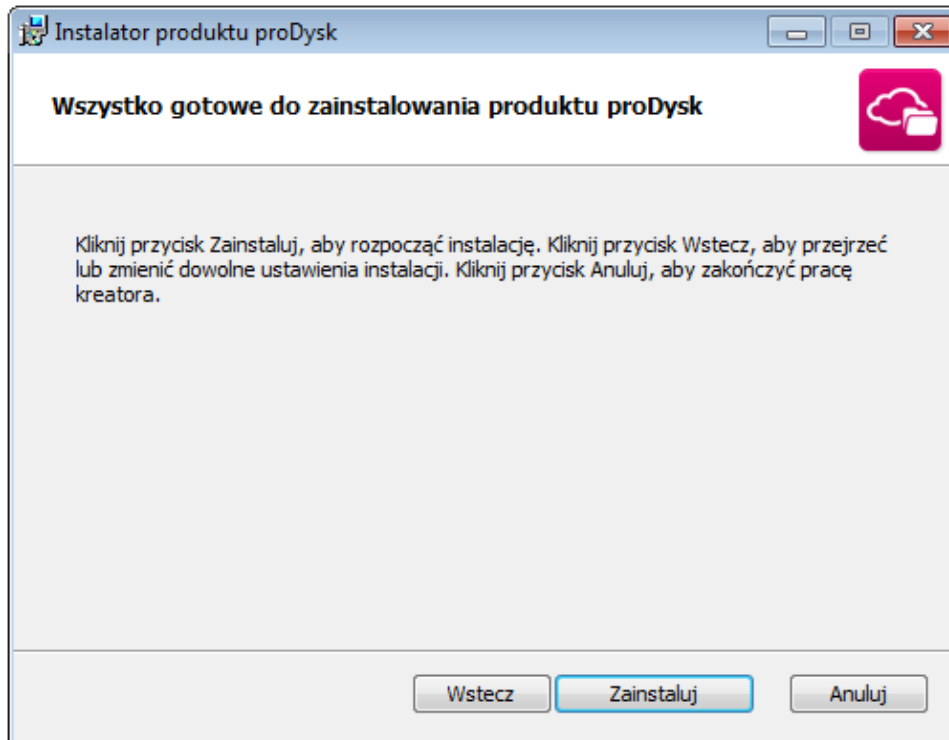 Instalator produktu proDysk
Wszystko gotowe do zainstalowania produktu proDysk
Kliknij przycisk Zainstaluj, aby rozpocząć instalację. Kliknij przycisk Wstecz, aby przejrzeć
lub zmienić dowolne ustawienia instalacji. Kliknij przycisk Anuluj, aby zakończyć pracę
kreatora.
Wstecz
Zainstaluj
Anuluj